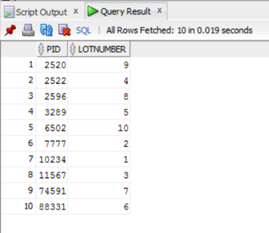 Script Output × Query Result ×
SQL | All Rows Fetched: 10 in 0.019 seconds
PID LOTNUMBER
1 2520 9
2 2522 4
3 2596 8
4 3289 5
5 6502 10
6 7777 2
7 10234 1
8 11567 3
9 74591 7
10 88331 6